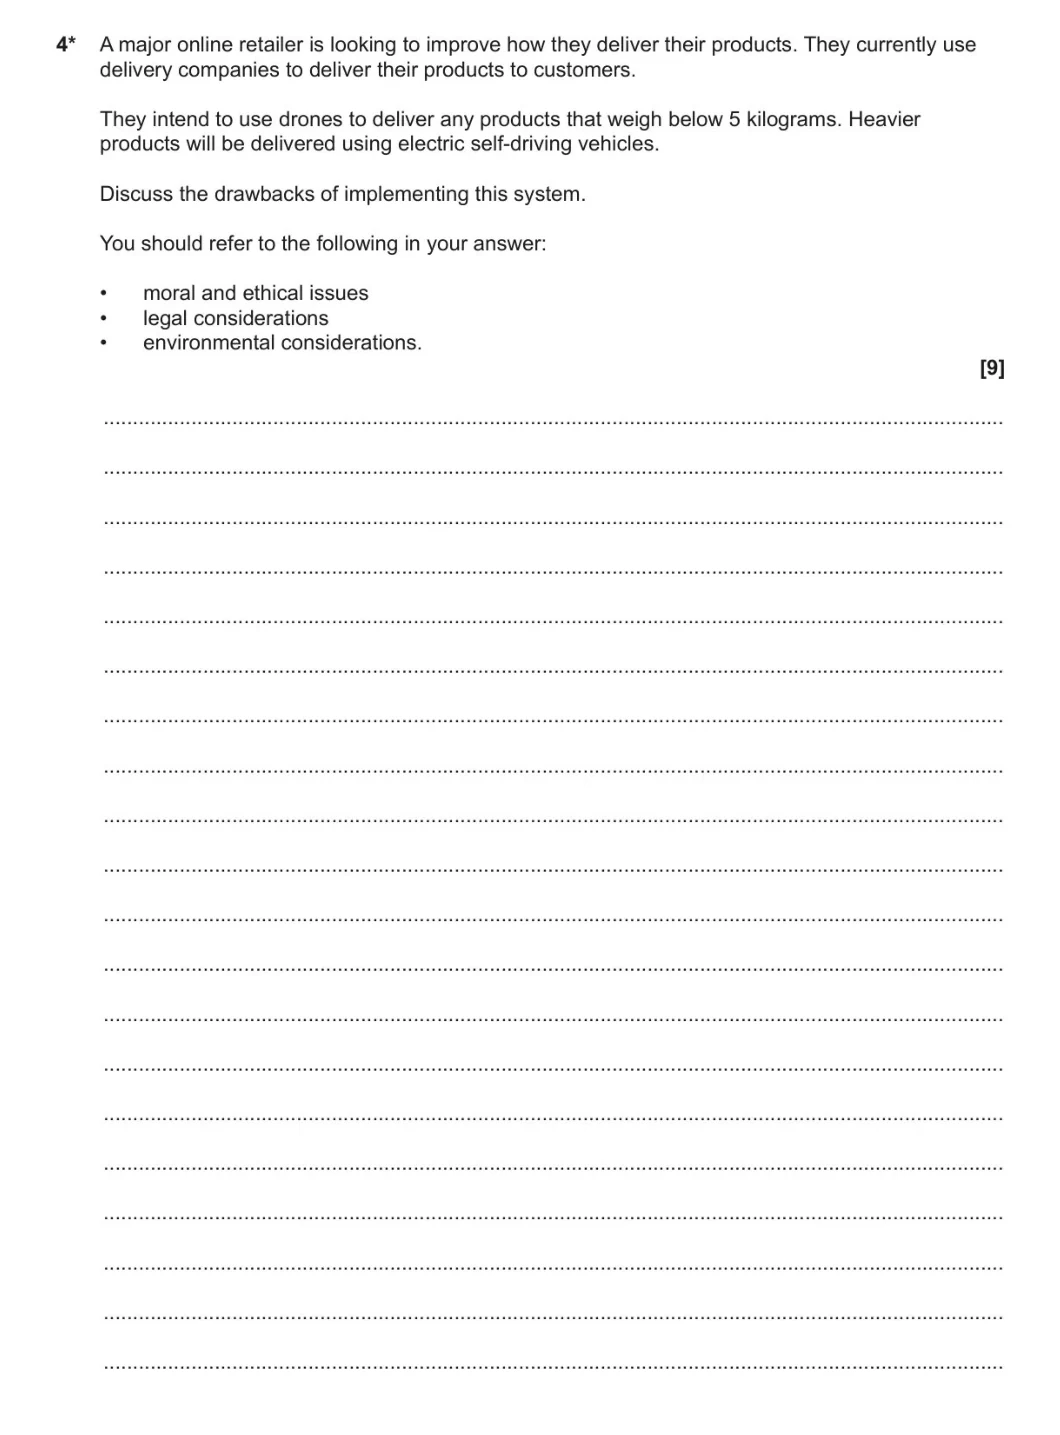 4* A major online retailer is looking to improve how they deliver their products. They currently use
delivery companies to deliver their products to customers.
They intend to use drones to deliver any products that weigh below 5 kilograms. Heavier
products will be delivered using electric self-driving vehicles.
Discuss the drawbacks of implementing this system.
You should refer to the following in your answer:
• moral and ethical issues
• legal considerations
• environmental considerations.
[9]